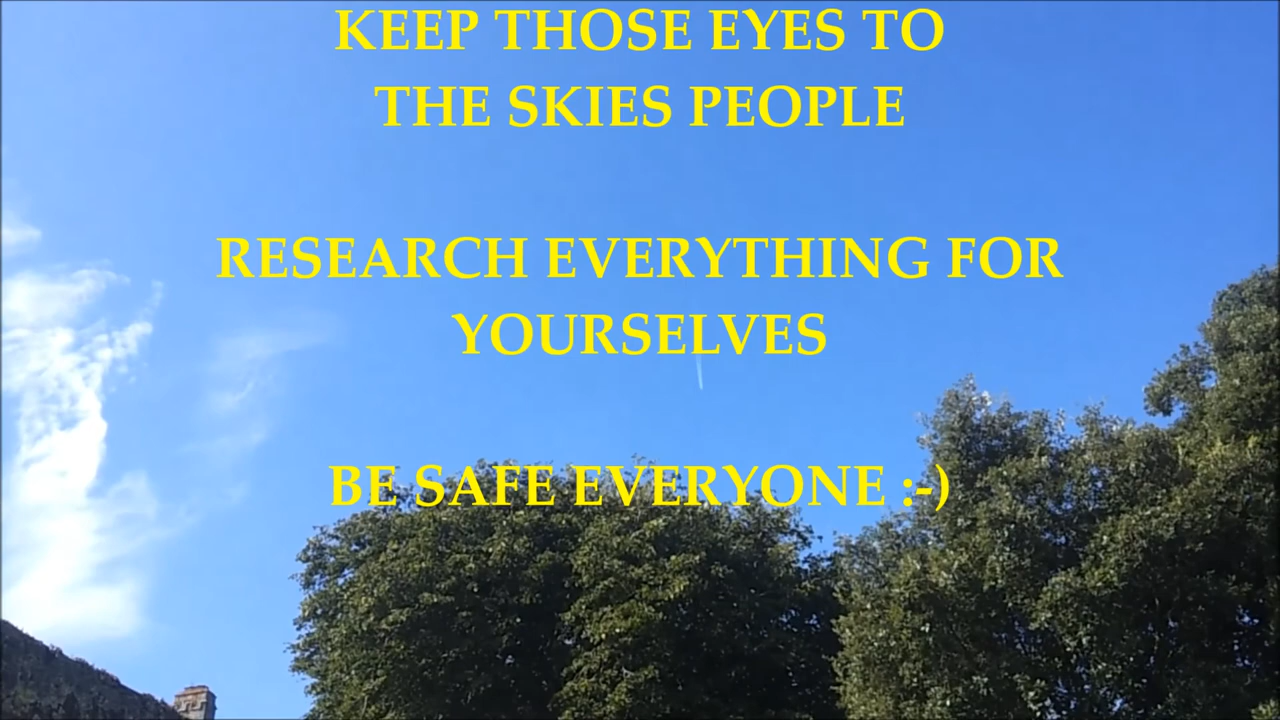 KEEP THOSE EYES TO
THE SKIES PEOPLE
RESEARCH EVERYTHING FOR
YOURSELVES
BE SAFE EVERYONE :-)